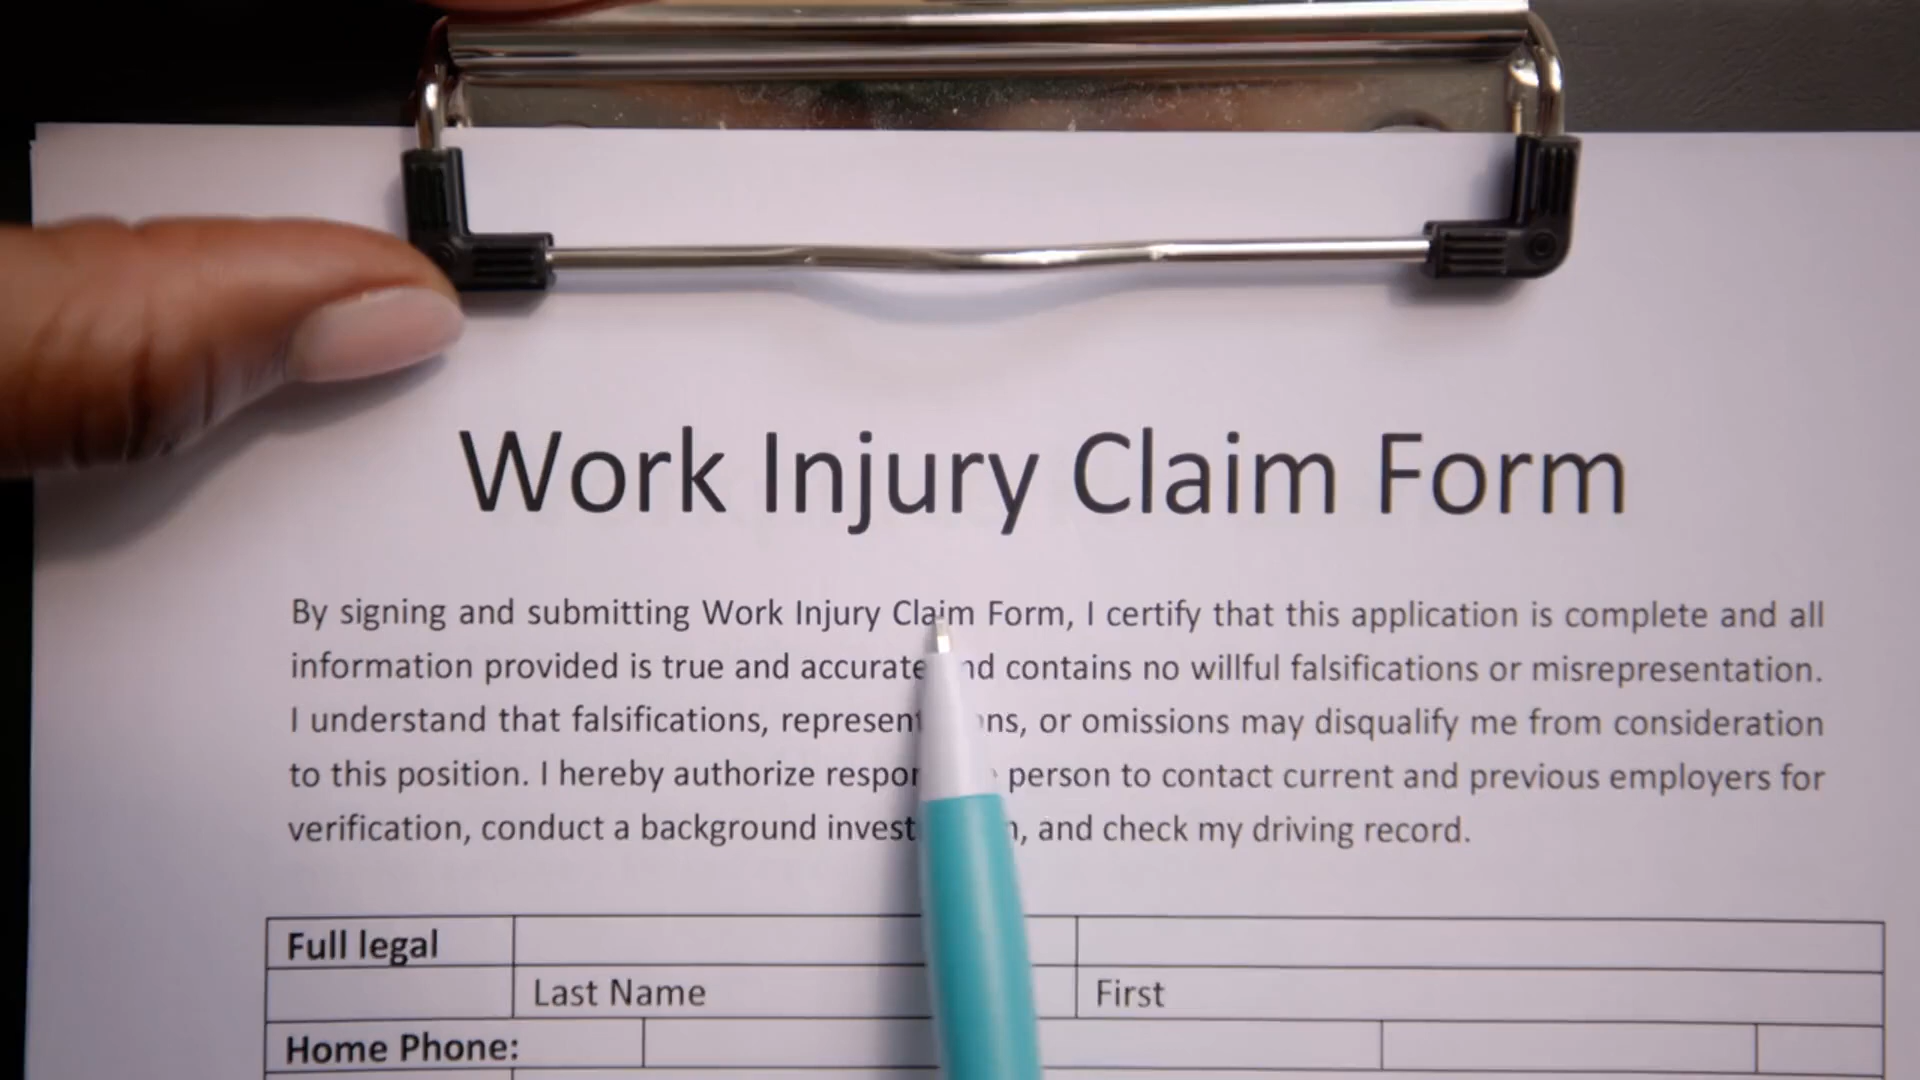 Work Injury Claim Form
By signing and submitting Work Injury Claim Form, I certify that this application is complete and all
information provided is true and accurate contains no willful falsifications or misrepresentation.
I understand that falsifications, or omissions may disqualify me from consideration
to this position. I hereby authorize person to contact current and previous employers for
verification, conduct a background and check my driving record.
Full legal
Last Name First
Home Phone: